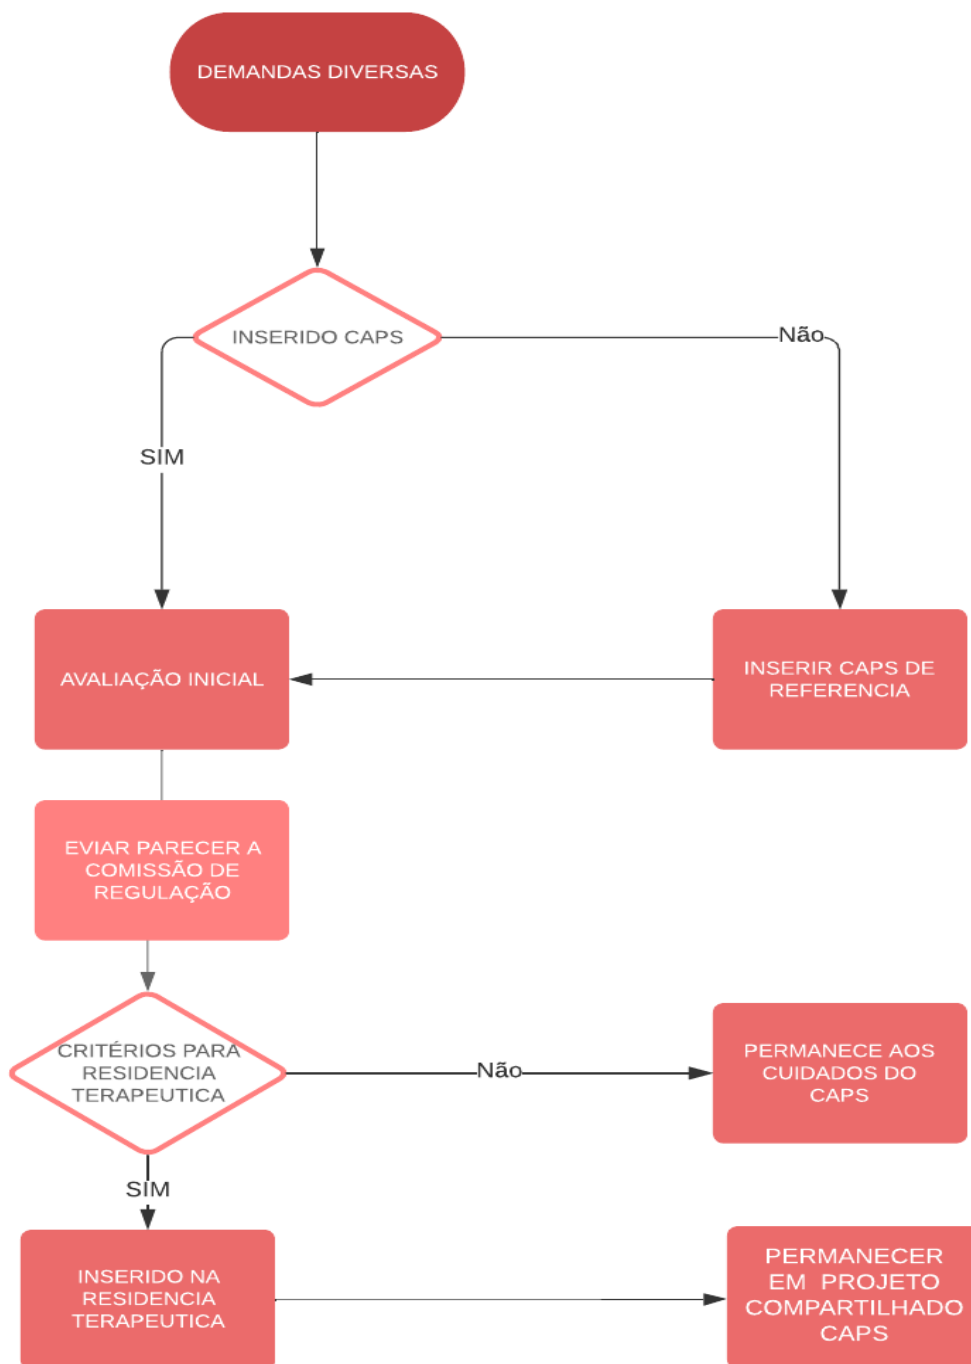 DEMANDAS DIVERSAS
INSERIDO CAPS
Não
SIM
AVALIAÇÃO INICIAL
INSERIR CAPS DE
REFERENCIA
EVIAR PARECER A
COMISSÃO DE
REGULAÇÃO
CRITÉRIOS PARA
RESIDENCIA
TERAPEUTICA
Não
PERMANECE AOS
CUIDADOS DO
CAPS
SIM
INSERIDO NA
RESIDENCIA
TERAPEUTICA
PERMANECER
EM PROJETO
COMPARTILHADO
CAPS